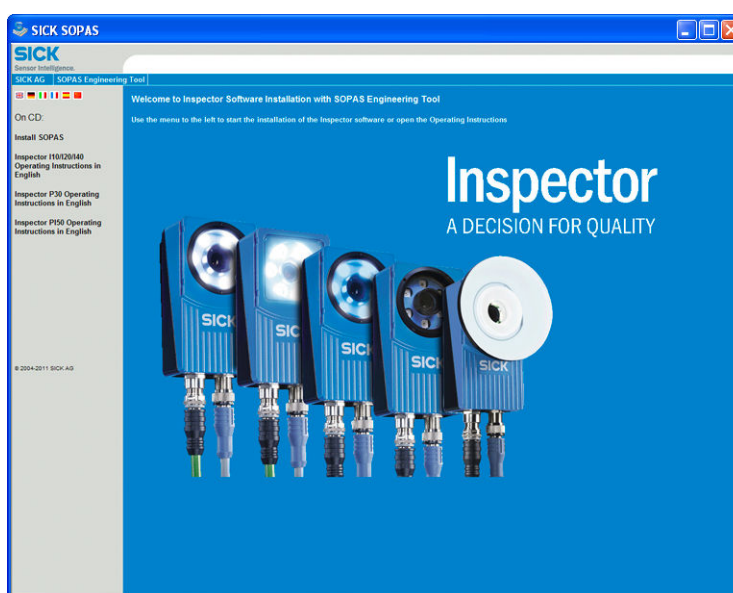 SICK SOPAS
SICK
Sensor Intelligence.
SICK AG
SOPAS Engineering Tool
Welcome to Inspector Software Installation with SOPAS Engineering Tool
Use the menu to the left to start the installation of the Inspector software or open the Operating Instructions
On CD:
Install SOPAS
Inspector I10/I20/I40
Operating Instructions in
English
Inspector P30 Operating
Instructions in English
Inspector PI50 Operating
Instructions in English
© 2004-2011 SICK AG
Inspector
A DECISION FOR QUALITY
SICK
SICK
SICK
SICK
SICK